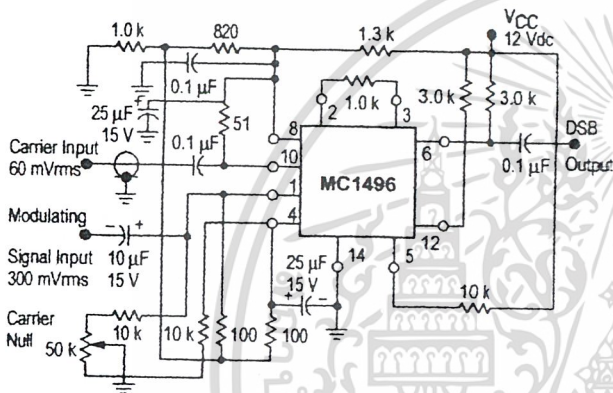 1.0 k
820
1.3 k
VCC
12 Vdc
0.1 µF
25 µF
15 V
+
51
1.0 k
3.0 k
3.0 k
2
3
0.1 µF
8
Carrier Input
60 mVrms
10
6
DSB
Output
0.1 µF
1
MC1496
Modulating
Signal Input
300 mVrms
- +
10 µF
15 V
4
12
14
5
25 µF
15 V
+ -
10 k
Carrier
Null
50 k
10 k
10 k
100
100